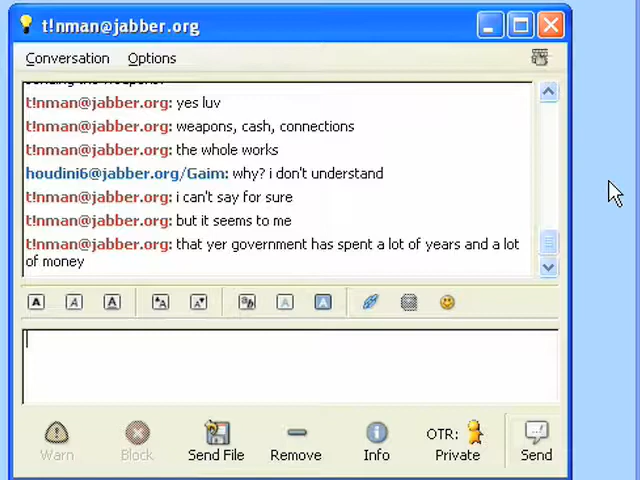 t!nman@jabber.org
Conversation Options
t!nman@jabber.org: yes luv
t!nman@jabber.org: weapons, cash, connections
t!nman@jabber.org: the whole works
houdini6@jabber.org/Gaim: why? i don't understand
t!nman@jabber.org: i can't say for sure
t!nman@jabber.org: but it seems to me
t!nman@jabber.org: that yer government has spent a lot of years and a lot
of money
OTR:
Warn Block Send File Remove Info Private Send